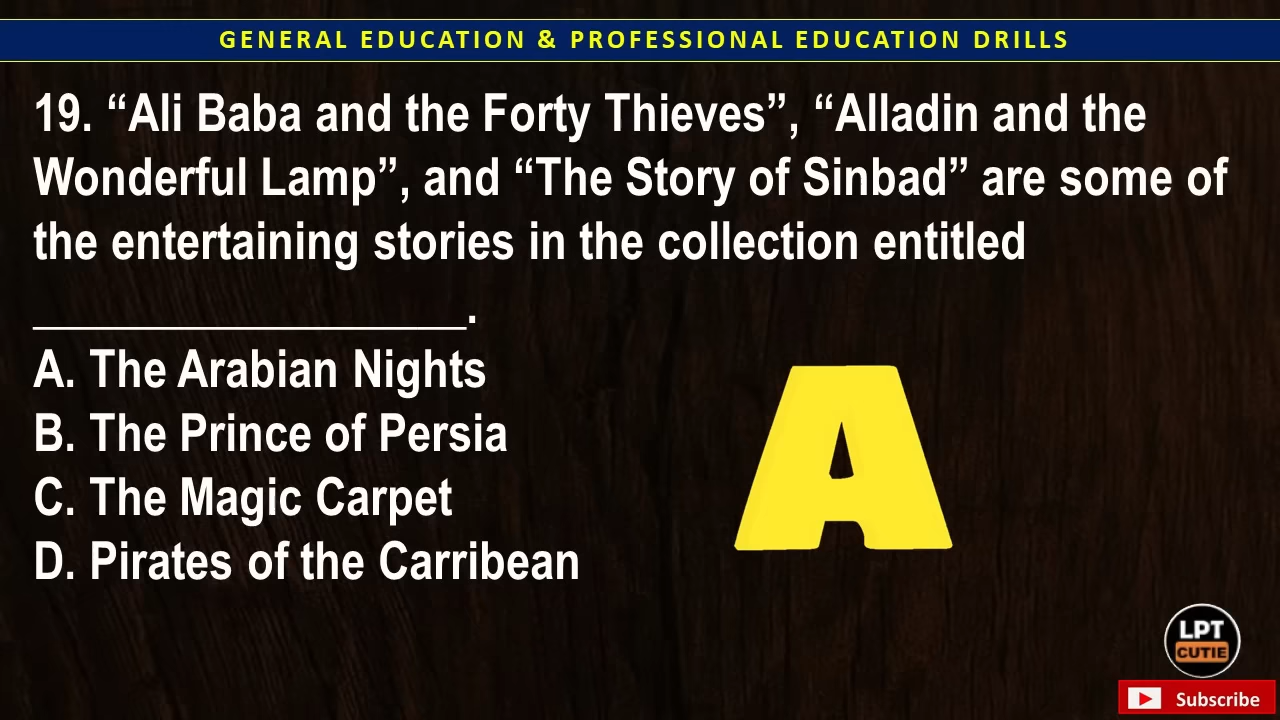 GENERAL EDUCATION & PROFESSIONAL EDUCATION DRILLS
19. “Ali Baba and the Forty Thieves”, “Alladin and the
Wonderful Lamp”, and “The Story of Sinbad” are some of
the entertaining stories in the collection entitled
_________________.
A. The Arabian Nights
B. The Prince of Persia
C. The Magic Carpet
D. Pirates of the Carribean
A
LPT
CUTIE
Subscribe